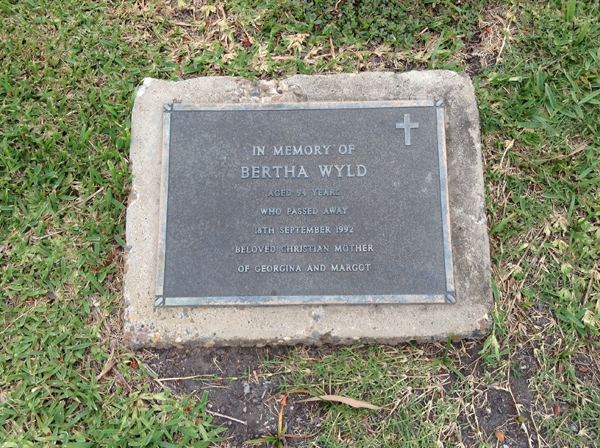 IN MEMORY OF
BERTHA WYLD
AGED 94 YEARS
WHO PASSED AWAY
18TH SEPTEMBER 1992
BELOVED CHRISTIAN MOTHER
OF GEORGINA AND MARGOT